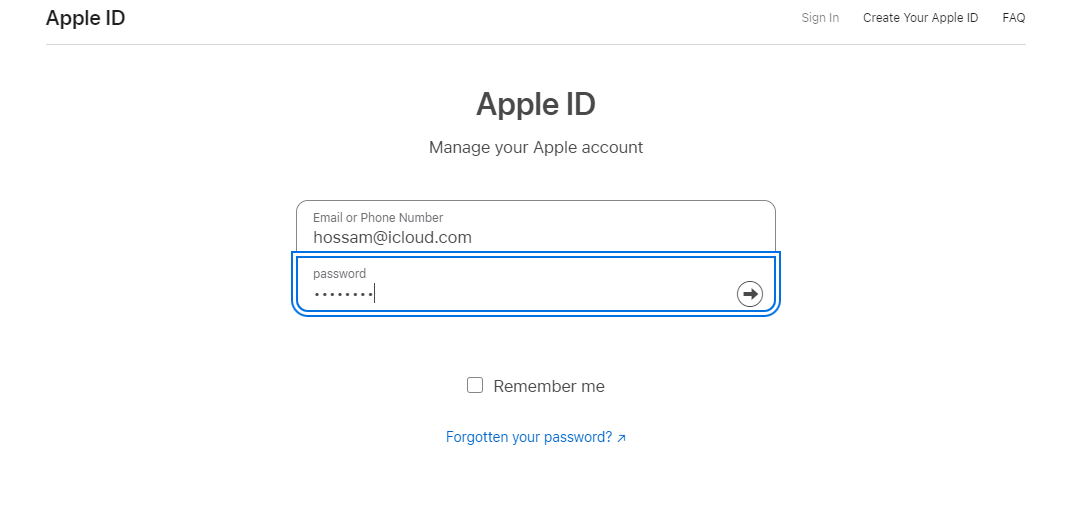 Apple ID
Sign In
Create Your Apple ID
FAQ
Apple ID
Manage your Apple account
Email or Phone Number
hossam@icloud.com
password
••••••••
Remember me
Forgotten your password? ↗